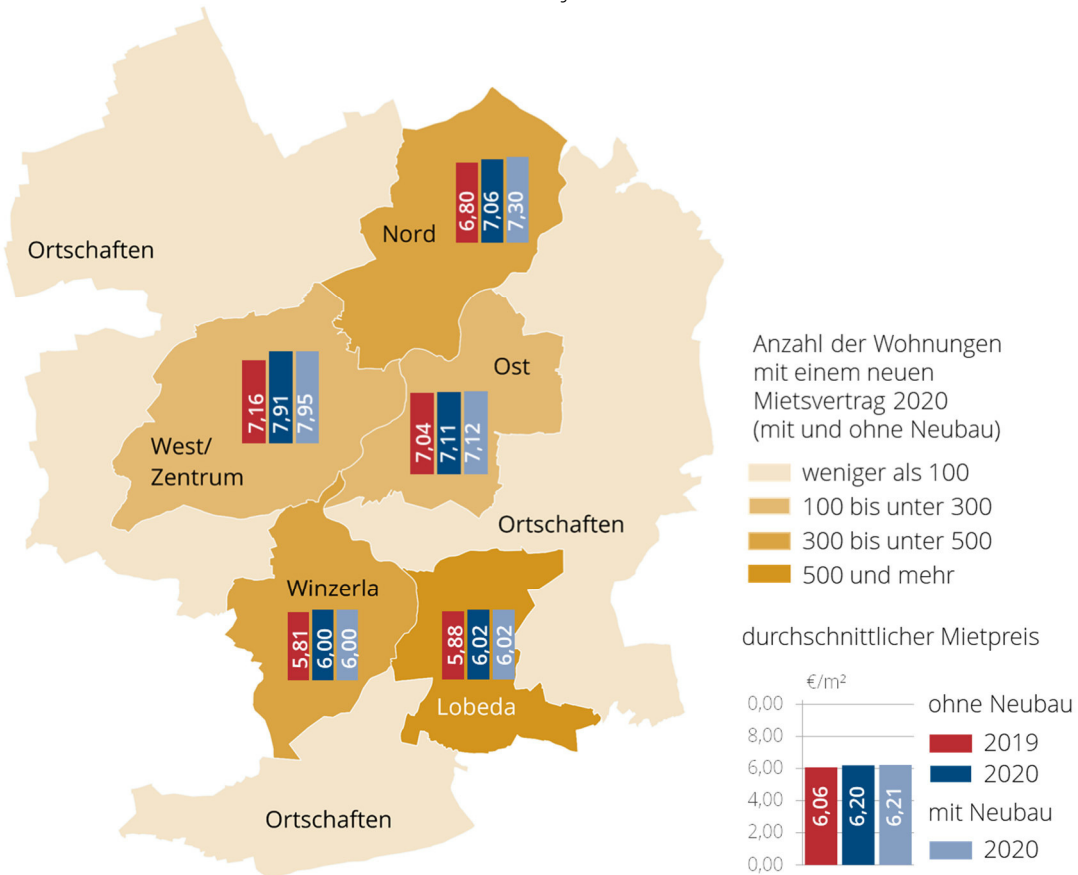 Ortschaften
Nord
6,80
7,06
7,30
West/
Zentrum
7,16
7,91
7,95
Ost
7,04
7,11
7,12
Ortschaften
Winzerla
5,81
6,00
6,00
Lobeda
5,88
6,02
6,02
Ortschaften
Anzahl der Wohnungen
mit einem neuen
Mietsvertrag 2020
(mit und ohne Neubau)
weniger als 100
100 bis unter 300
300 bis unter 500
500 und mehr
durchschnittlicher Mietpreis
€/m²
0,00
8,00
6,00
4,00
2,00
0,00
6,06
6,20
6,21
ohne Neubau
2019
2020
mit Neubau
2020